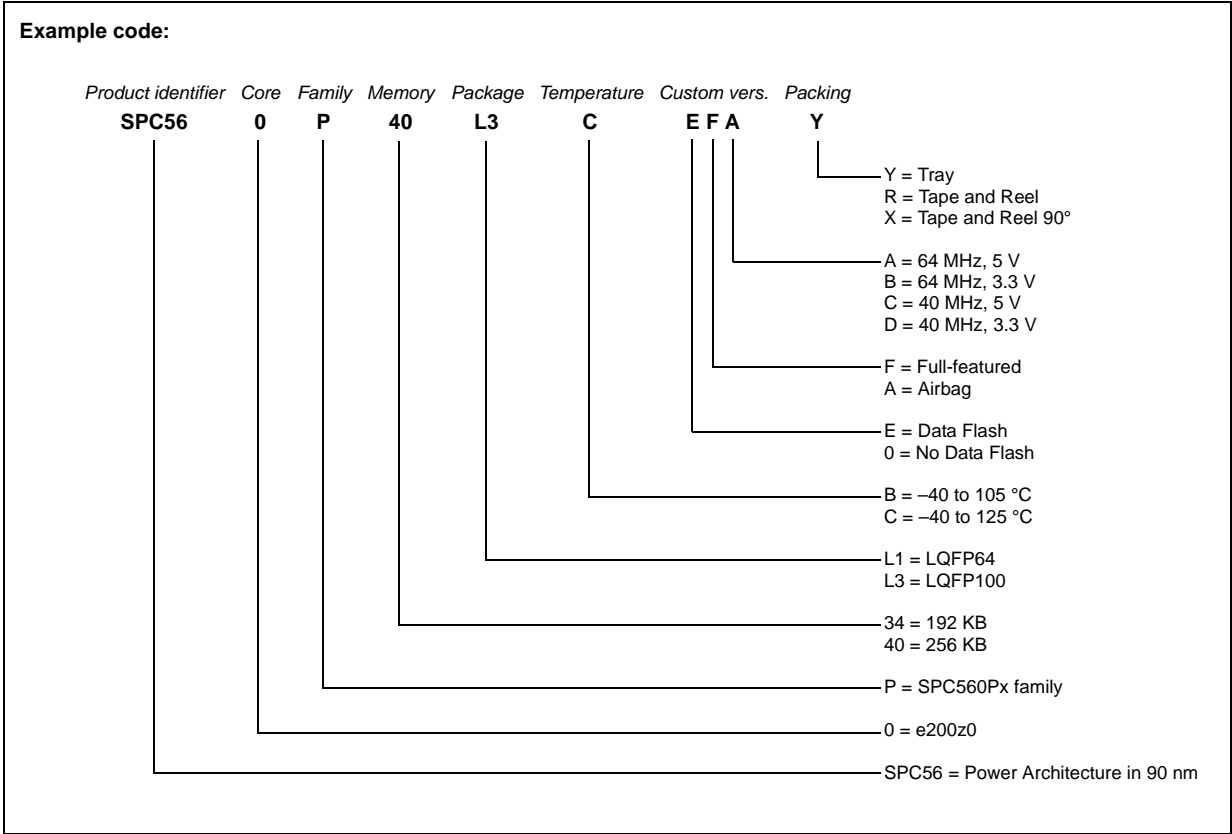 Example code:
Product identifier Core Family Memory Package Temperature Custom vers. Packing
SPC56 0 P 40 L3 C E F A Y
Y = Tray
R = Tape and Reel
X = Tape and Reel 90°
A = 64 MHz, 5 V
B = 64 MHz, 3.3 V
C = 40 MHz, 5 V
D = 40 MHz, 3.3 V
F = Full-featured
A = Airbag
E = Data Flash
0 = No Data Flash
B = –40 to 105 °C
C = –40 to 125 °C
L1 = LQFP64
L3 = LQFP100
34 = 192 KB
40 = 256 KB
P = SPC560Px family
0 = e200z0
SPC56 = Power Architecture in 90 nm